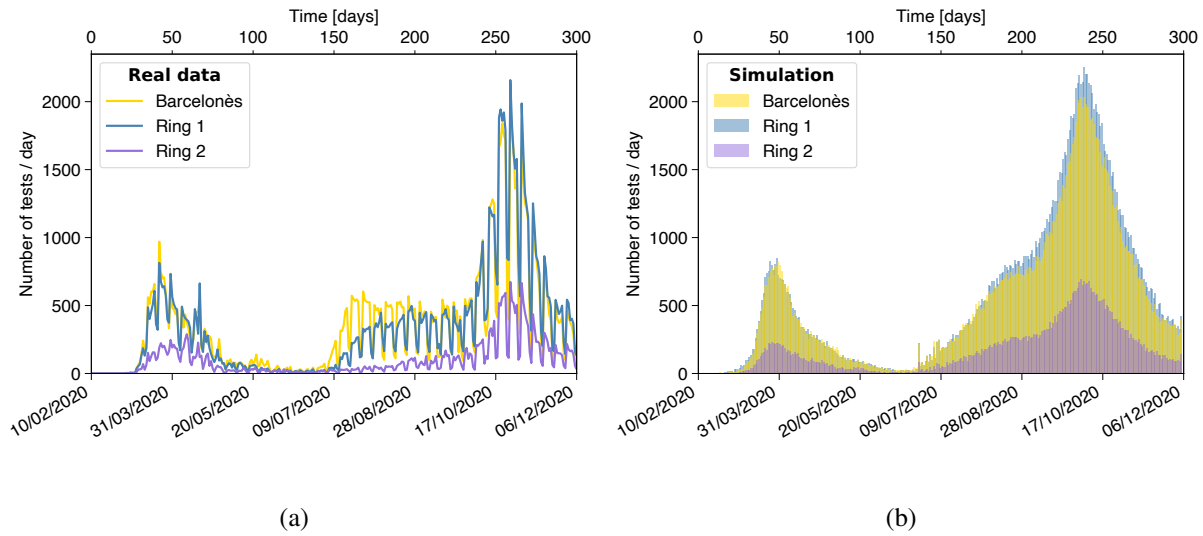 Time [days]
0 50 100 150 200 250 300
Number of tests / day
2000
1500
1000
500
0
Real data
Barcelonès
Ring 1
Ring 2
10/02/2020
31/03/2020
20/05/2020
09/07/2020
28/08/2020
17/10/2020
06/12/2020
(a)
Time [days]
0 50 100 150 200 250 300
Number of tests / day
2000
1500
1000
500
0
Simulation
Barcelonès
Ring 1
Ring 2
10/02/2020
31/03/2020
20/05/2020
09/07/2020
28/08/2020
17/10/2020
06/12/2020
(b)